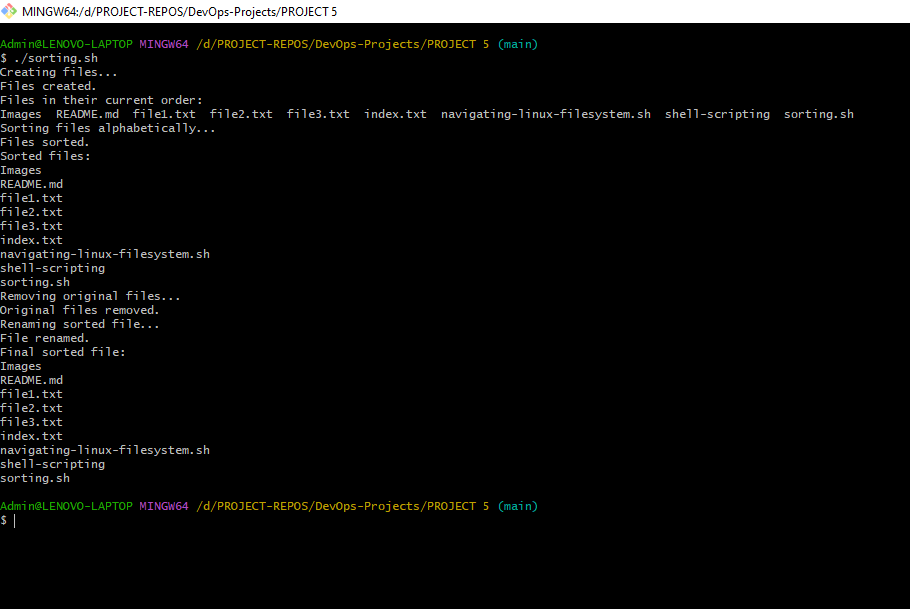 MINGW64:/d/PROJECT-REPOS/DevOps-Projects/PROJECT 5
Admin@LENOVO-LAPTOP MINGW64 /d/PROJECT-REPOS/DevOps-Projects/PROJECT 5 (main)
$ ./sorting.sh
Creating files...
Files created.
Files in their current order:
Images  README.md  file1.txt  file2.txt  file3.txt  index.txt  navigating-linux-filesystem.sh  shell-scripting  sorting.sh
Sorting files alphabetically...
Files sorted.
Sorted files:
Images
README.md
file1.txt
file2.txt
file3.txt
index.txt
navigating-linux-filesystem.sh
shell-scripting
sorting.sh
Removing original files...
Original files removed.
Renaming sorted file...
File renamed.
Final sorted file:
Images
README.md
file1.txt
file2.txt
file3.txt
index.txt
navigating-linux-filesystem.sh
shell-scripting
sorting.sh
Admin@LENOVO-LAPTOP MINGW64 /d/PROJECT-REPOS/DevOps-Projects/PROJECT 5 (main)
$